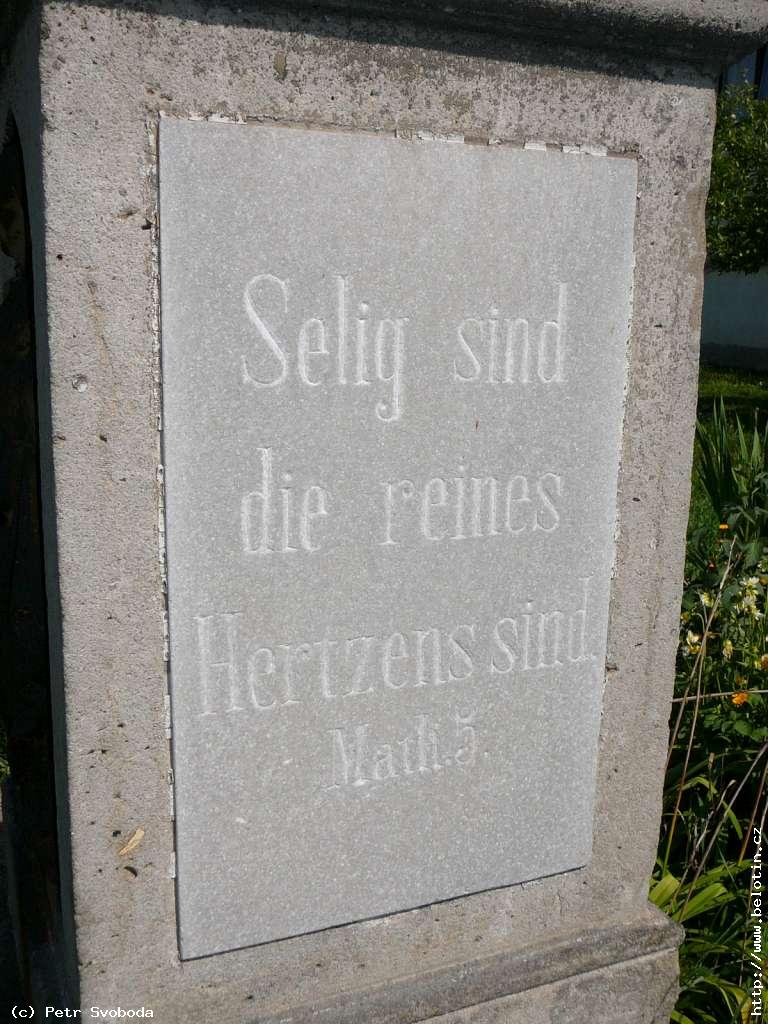 Selig sind
die reines
Hertzens sind.
Math. 5.
(c) Petr Svoboda
http://www.belotin.cz